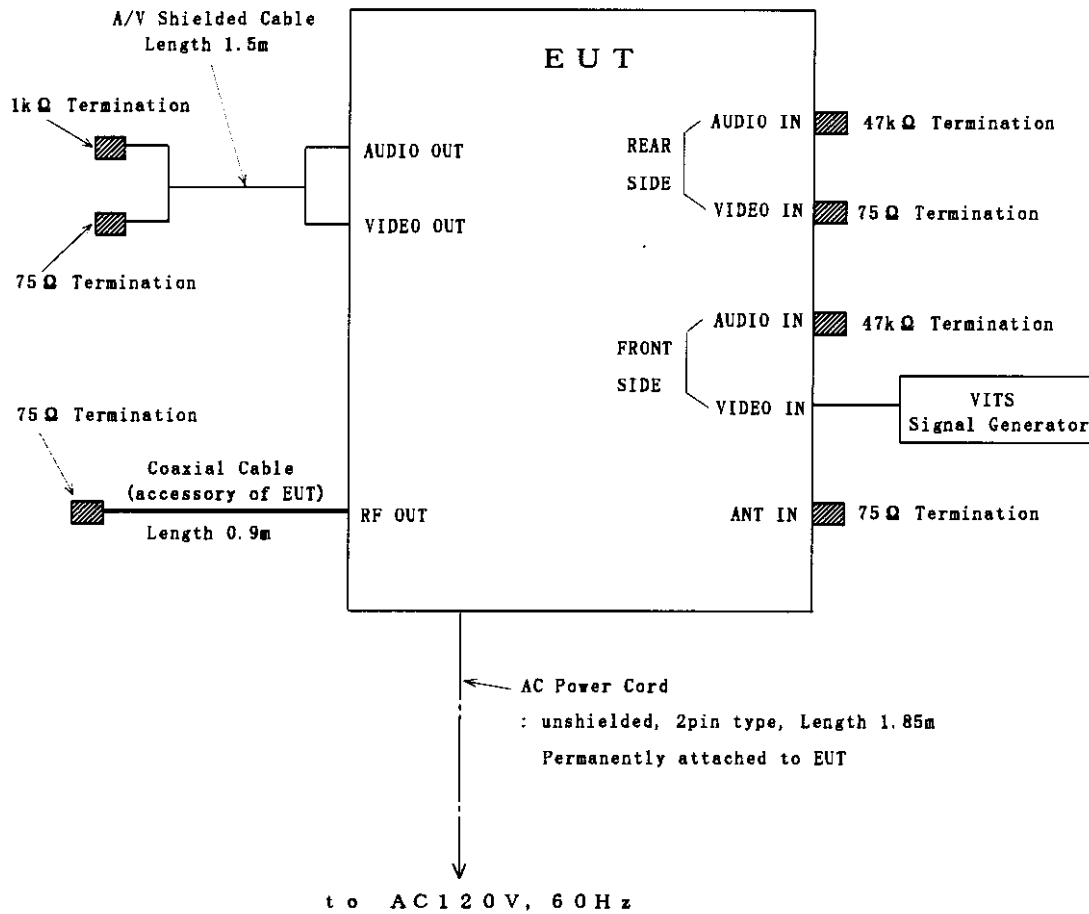 A/V Shielded Cable
Length 1.5m
EUT
1kΩ Termination
AUDIO IN
47kΩ Termination
REAR
SIDE
AUDIO OUT
VIDEO IN
75Ω Termination
VIDEO OUT
75Ω Termination
AUDIO IN
47kΩ Termination
FRONT
SIDE
VIDEO IN
VITS
Signal Generator
75Ω Termination
Coaxial Cable
(accessory of EUT)
RF OUT
Length 0.9m
ANT IN
75Ω Termination
AC Power Cord
: unshielded, 2pin type, Length 1.85m
Permanently attached to EUT
to AC120V, 60Hz